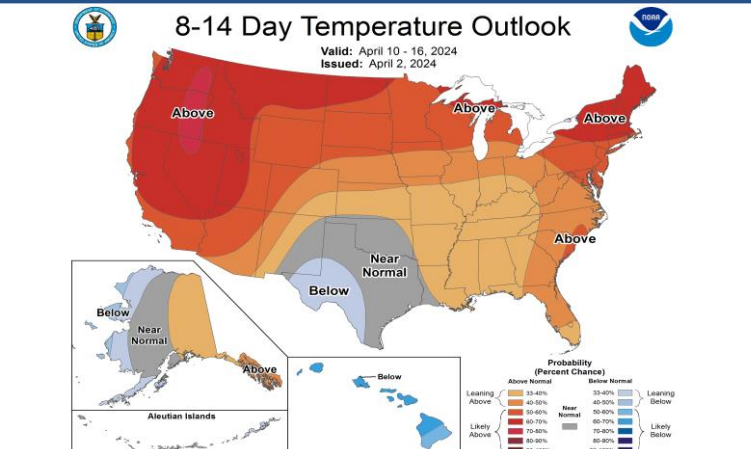 8-14 Day Temperature Outlook
Valid: April 10 - 16, 2024
Issued: April 2, 2024
NOAA
Above
Above
Above
Above
Near
Normal
Below
Below
Near
Normal
Above
Aleutian Islands
Below
Probability
(Percent Chance)
Above Normal
Below Normal
Leaning
Above
33-40%
40-50%
Near
Normal
33-40%
40-50%
Leaning
Below
Likely
Above
50-60%
60-70%
70-80%
80-90%
50-60%
60-70%
70-80%
80-90%
Likely
Below